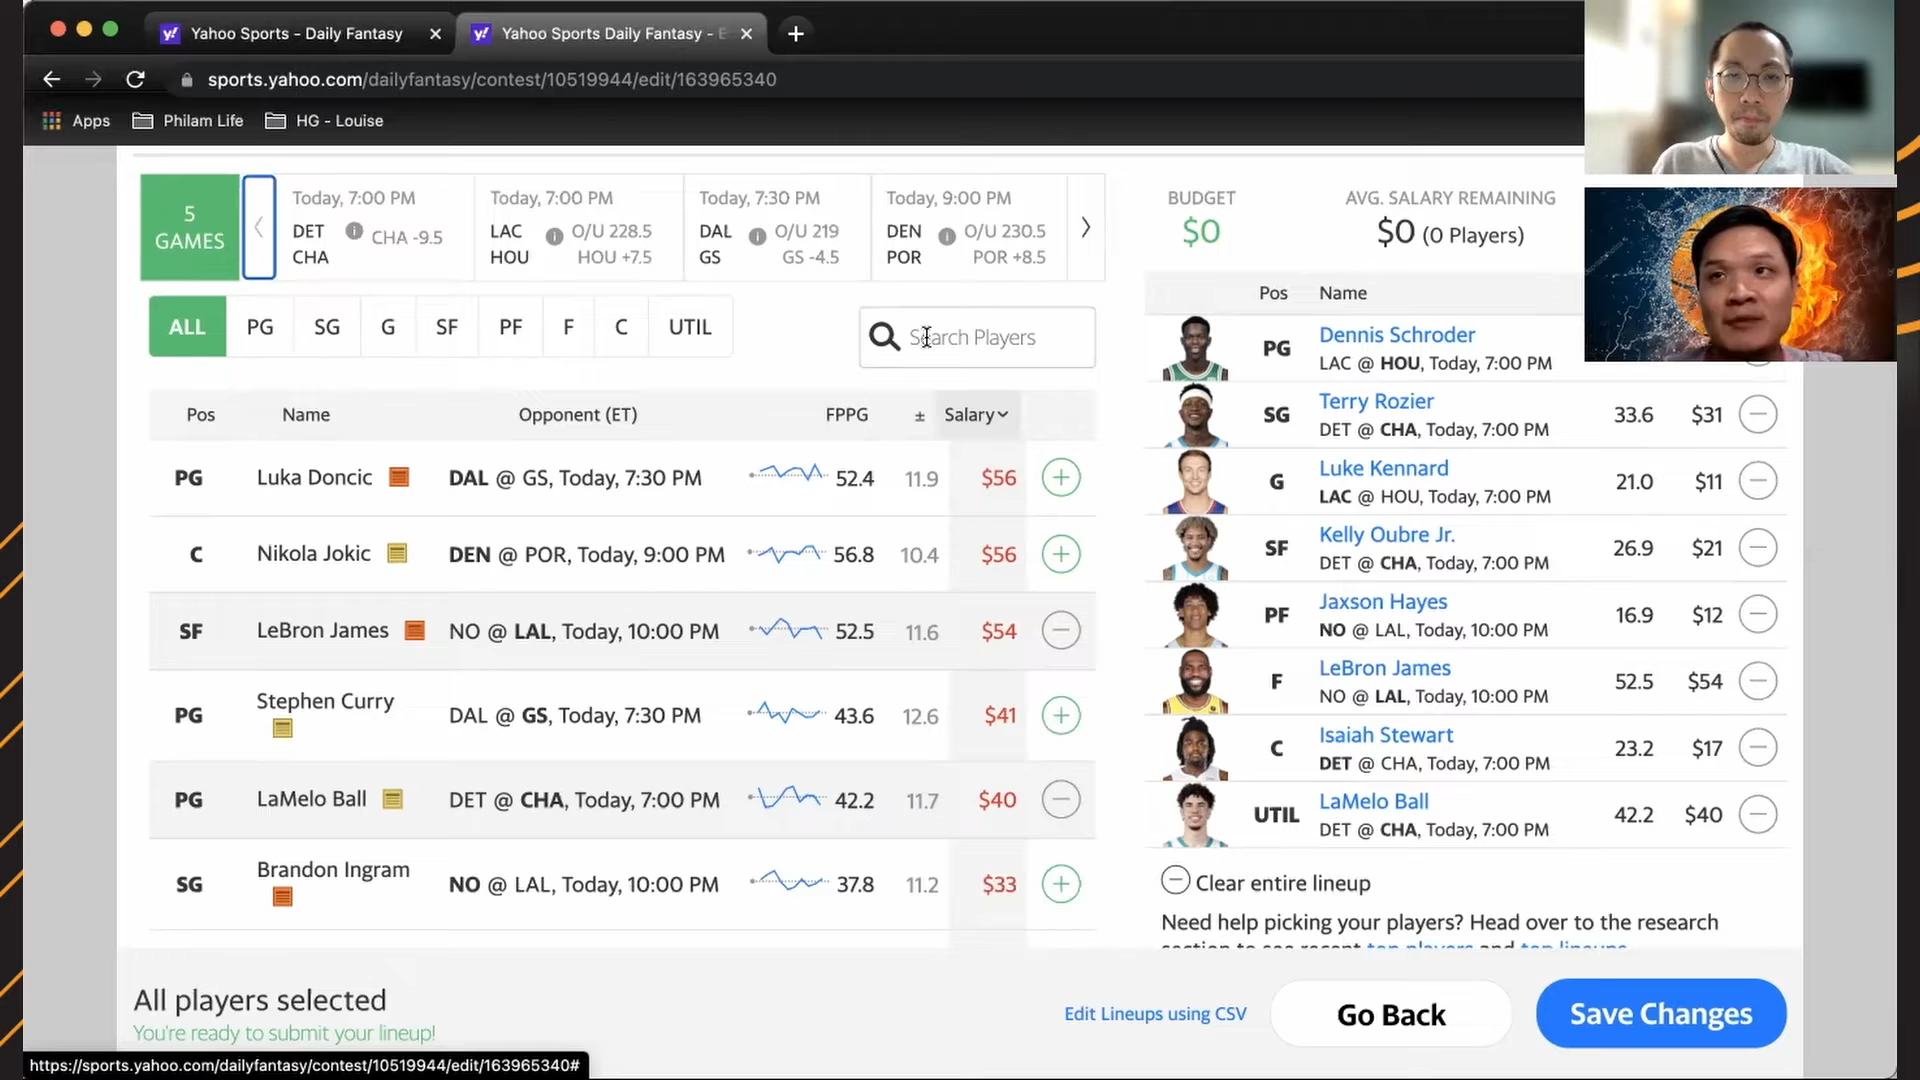 Yahoo Sports - Daily Fantasy
Yahoo Sports Daily Fantasy - E
sports.yahoo.com/dailyfantasy/contest/10519944/edit/163965340
Apps Philam Life HG - Louise
5 GAMES
Today, 7:00 PM
DET CHA -9.5
CHA
Today, 7:00 PM
LAC O/U 228.5
HOU HOU +7.5
Today, 7:30 PM
DAL O/U 219
GS GS -4.5
Today, 9:00 PM
DEN O/U 230.5
POR POR +8.5
ALL PG SG G SF PF F C UTIL
Search Players
Pos Name Opponent (ET) FPPG ± Salary
PG Luka Doncic DAL @ GS, Today, 7:30 PM 52.4 11.9 $56
C Nikola Jokic DEN @ POR, Today, 9:00 PM 56.8 10.4 $56
SF LeBron James NO @ LAL, Today, 10:00 PM 52.5 11.6 $54
PG Stephen Curry DAL @ GS, Today, 7:30 PM 43.6 12.6 $41
PG LaMelo Ball DET @ CHA, Today, 7:00 PM 42.2 11.7 $40
SG Brandon Ingram NO @ LAL, Today, 10:00 PM 37.8 11.2 $33
BUDGET
$0
AVG. SALARY REMAINING
$0 (0 Players)
Pos Name
PG Dennis Schroder
LAC @ HOU, Today, 7:00 PM
SG Terry Rozier 33.6 $31
DET @ CHA, Today, 7:00 PM
G Luke Kennard 21.0 $11
LAC @ HOU, Today, 7:00 PM
SF Kelly Oubre Jr. 26.9 $21
DET @ CHA, Today, 7:00 PM
PF Jaxson Hayes 16.9 $12
NO @ LAL, Today, 10:00 PM
F LeBron James 52.5 $54
NO @ LAL, Today, 10:00 PM
C Isaiah Stewart 23.2 $17
DET @ CHA, Today, 7:00 PM
UTIL LaMelo Ball 42.2 $40
DET @ CHA, Today, 7:00 PM
Clear entire lineup
Need help picking your players? Head over to the research
section to see recent top players and top lineups.
All players selected
You're ready to submit your lineup!
Edit Lineups using CSV
Go Back
Save Changes
https://sports.yahoo.com/dailyfantasy/contest/10519944/edit/163965340#